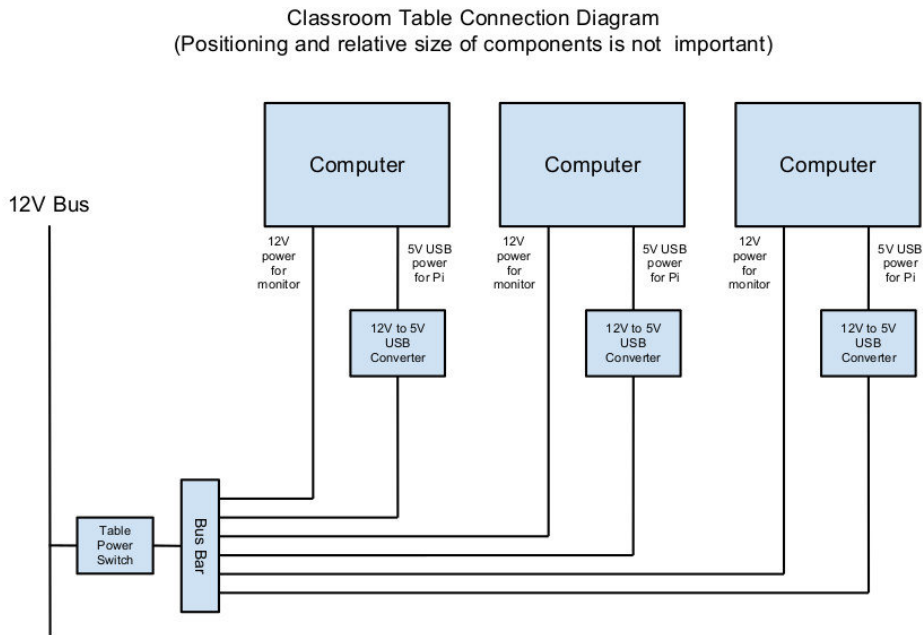 Classroom Table Connection Diagram
(Positioning and relative size of components is not important)
Computer
Computer
Computer
12V Bus
12V
power
for
monitor
5V USB
power
for Pi
12V
power
for
monitor
5V USB
power
for Pi
12V
power
for
monitor
5V USB
power
for Pi
12V to 5V
USB
Converter
12V to 5V
USB
Converter
12V to 5V
USB
Converter
Table
Power
Switch
Bus Bar